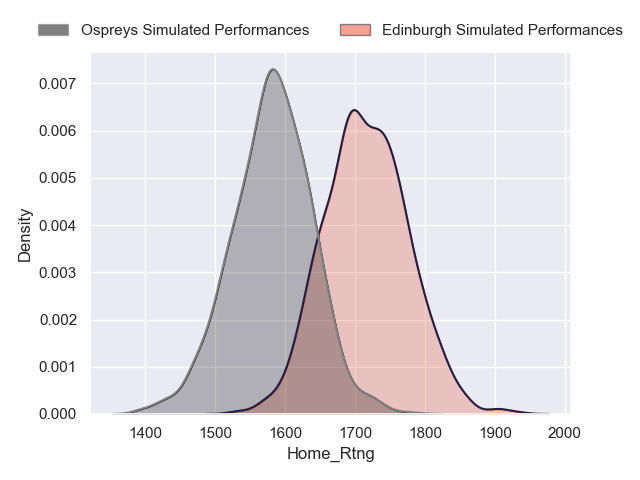 Ospreys Simulated Performances
Edinburgh Simulated Performances
0.007
0.006
0.005
0.004
0.003
0.002
0.001
0.000
Density
1400 1500 1600 1700 1800 1900 2000
Home_Rtng